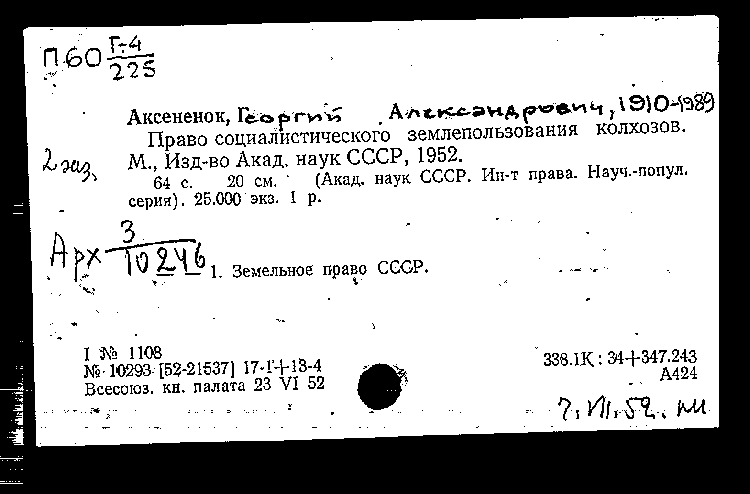 П60 Г-4
225
Аксененок, Георгий Александрович, 1910-1989
Право социалистического землепользования колхозов.
2 экз.
М., Изд-во Акад. наук СССР, 1952.
64 с. 20 см. (Акад. наук СССР. Ин-т права. Науч.-попул.
серия). 25.000 экз. 1 р.
Арх 3
10246
1. Земельное право СССР.
I № 1108
№ 10293 [52-21537] 17-Г+18-4
Всесоюз. кн. палата 23 VI 52
338.1К : 34+347.243
А424
7. VII. 52.